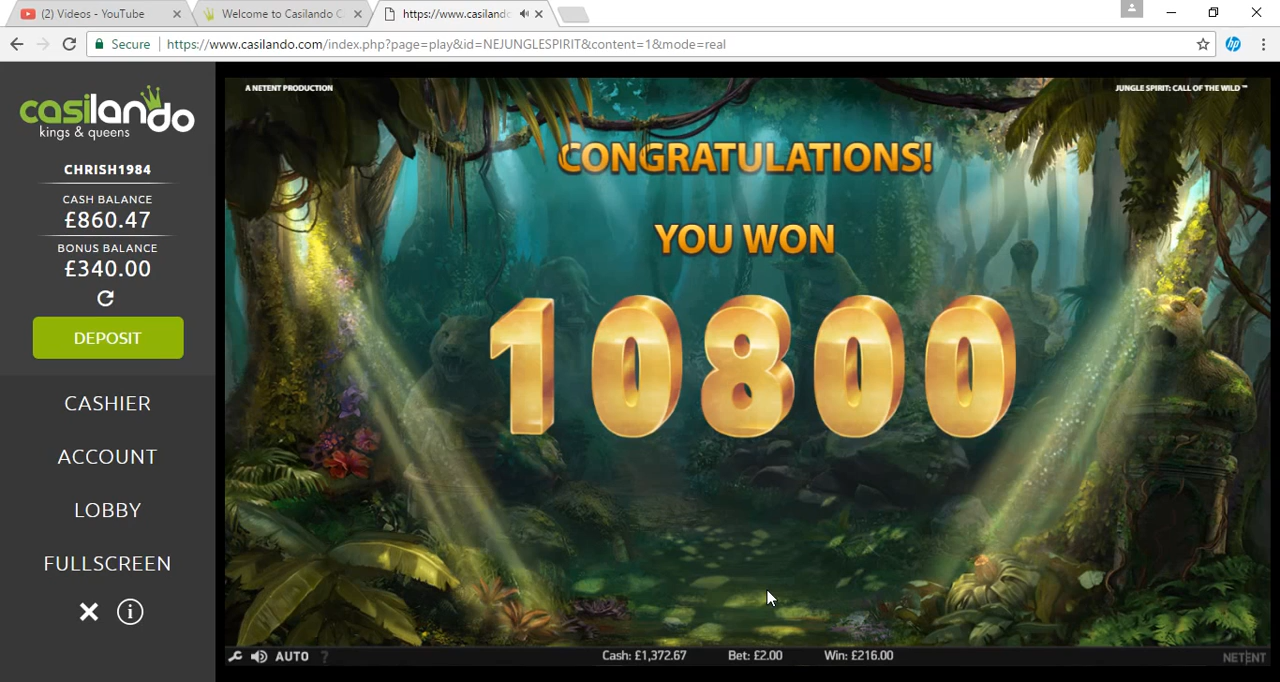 (2) Videos - YouTube
Welcome to Casilando C
https://www.casilando
Secure
https://www.casilando.com/index.php?page=play&id=NEJUNGLESPIRIT&content=1&mode=real
hp
casilando
kings & queens
CHRISH1984
CASH BALANCE
£860.47
BONUS BALANCE
£340.00
DEPOSIT
CASHIER
ACCOUNT
LOBBY
FULLSCREEN
A NETENT PRODUCTION
JUNGLE SPIRIT: CALL OF THE WILD™
CONGRATULATIONS!
YOU WON
10800
AUTO ?
Cash: £1,372.67
Bet: £2.00
Win: £216.00
NETENT